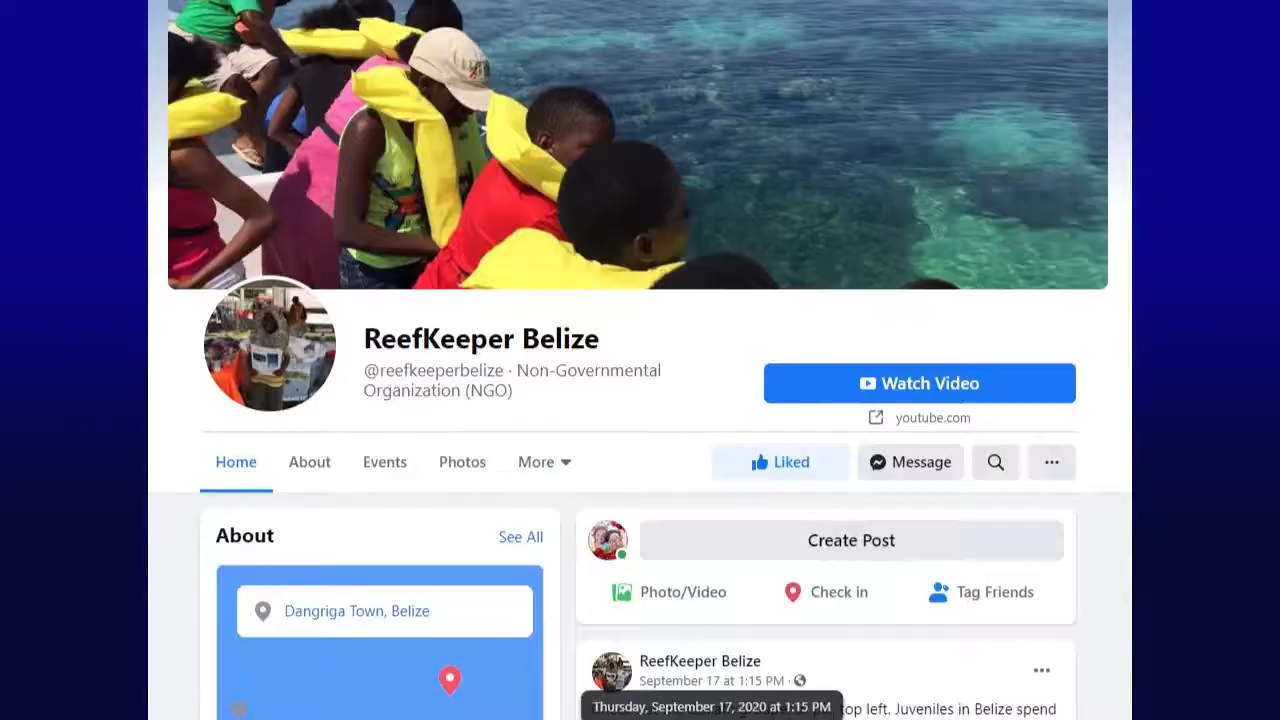 ReefKeeper Belize
@reefkeeperbelize · Non-Governmental
Organization (NGO)
Watch Video
youtube.com
Home
About
Events
Photos
More
Liked
Message
About
See All
Dangriga Town, Belize
Create Post
Photo/Video
Check in
Tag Friends
ReefKeeper Belize
September 17 at 1:15 PM ·
Thursday, September 17, 2020 at 1:15 PM
top left. Juveniles in Belize spend